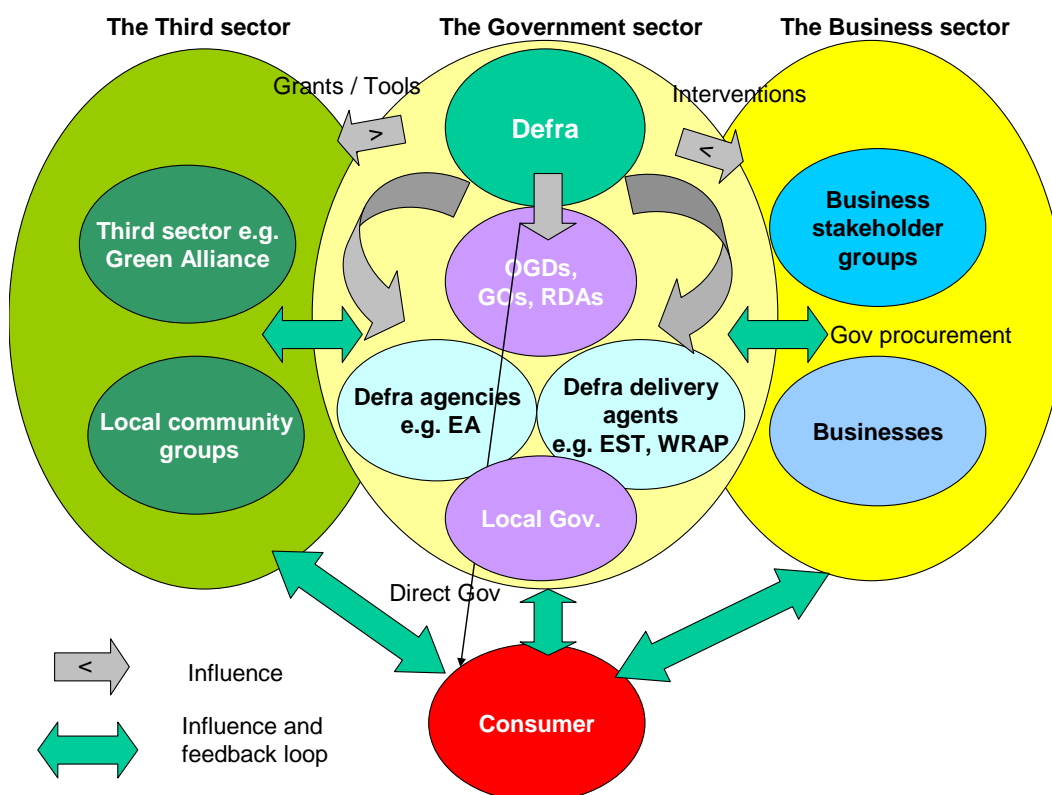 The Third sector
The Government sector
The Business sector
Grants / Tools
Interventions
Defra
>
<
Third sector e.g.
Green Alliance
Business
stakeholder
groups
OGDs,
GOs, RDAs
Gov procurement
Defra agencies
e.g. EA
Defra delivery
agents
e.g. EST, WRAP
Local community
groups
Businesses
Local Gov.
Direct Gov
<
Influence
Influence and
feedback loop
Consumer